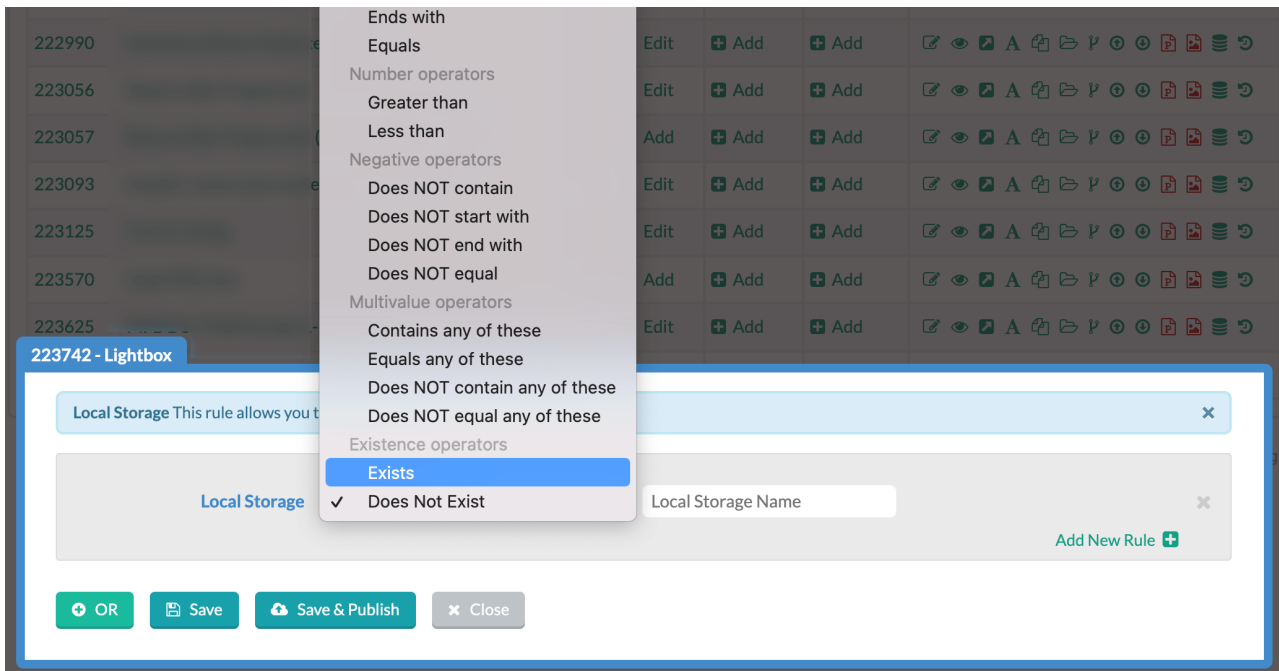 Ends with
222990 Edit Add Add
Equals
Number operators
223056 Edit Add Add
Greater than
Less than
223057 Add Add Add
Negative operators
223093 Does NOT contain Edit Add Add
Does NOT start with
223125 Edit Add Add
Does NOT end with
223570 Does NOT equal Add Add Add
Multivalue operators
223625 Contains any of these Edit Add Add
223742 - Lightbox
Equals any of these
Does NOT contain any of these
Local Storage This rule allows you t
Does NOT equal any of these
Existence operators
Exists
Local Storage Does Not Exist Local Storage Name
Add New Rule
OR Save Save & Publish Close